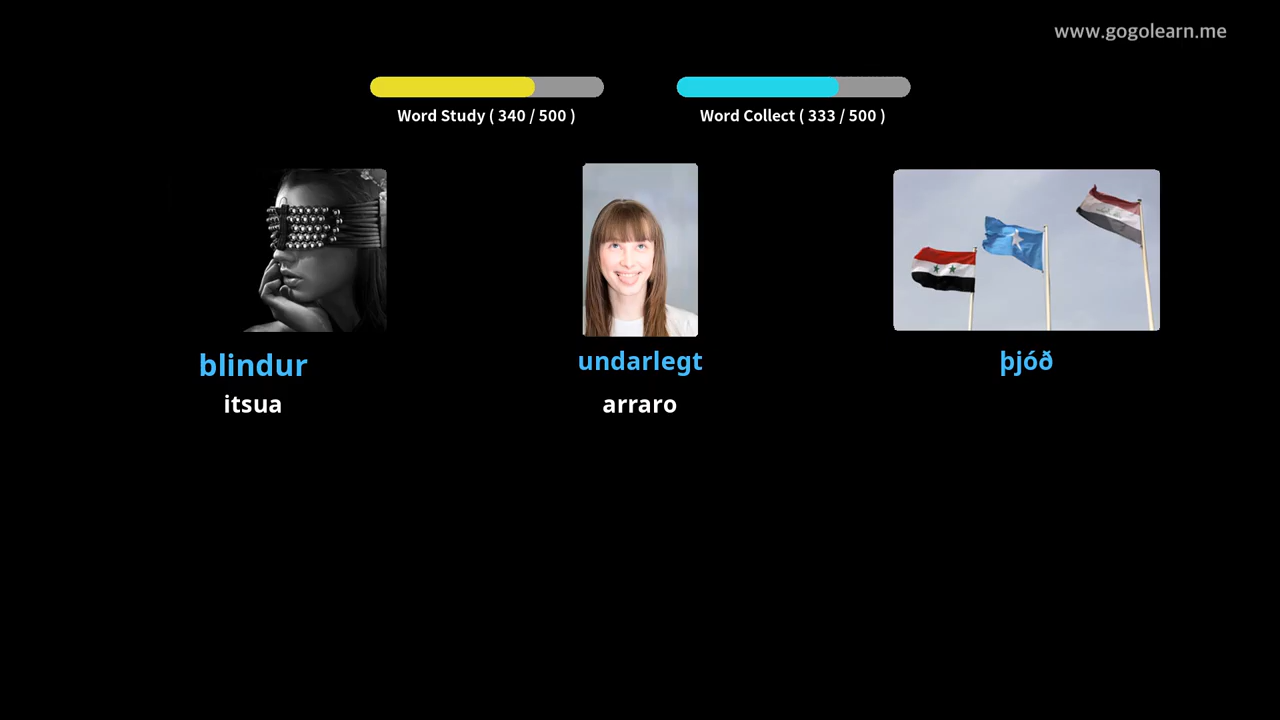 www.gogolearn.me
Word Study ( 340 / 500 )
Word Collect ( 333 / 500 )
blindur
undarlegt
þjóð
itsua
arraro